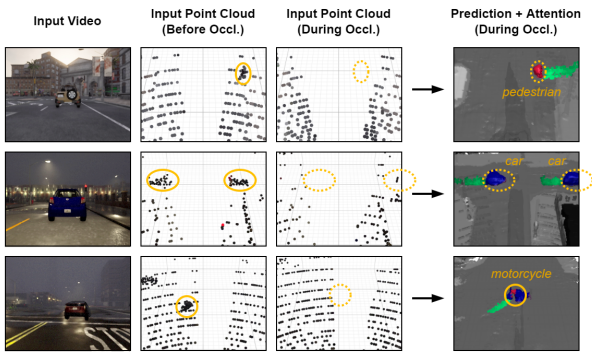 Input Video
Input Point Cloud
(Before Occl.)
Input Point Cloud
(During Occl.)
Prediction + Attention
(During Occl.)
pedestrian
car car
motorcycle